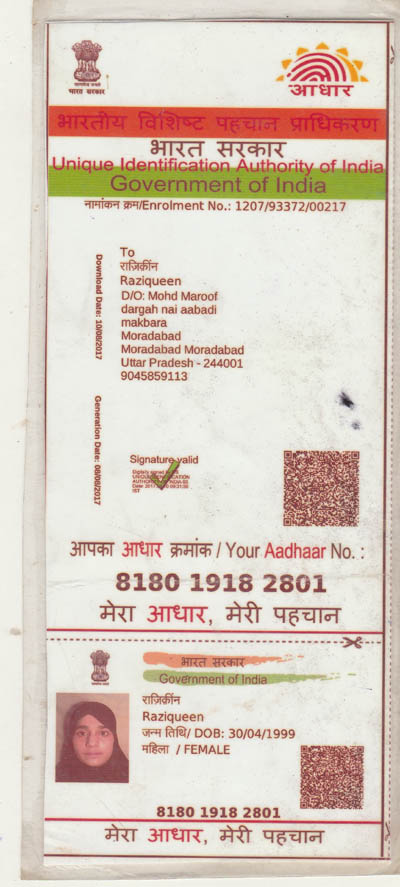 भारत सरकार
आधार
भारतीय विशिष्ट पहचान प्राधिकरण
भारत सरकार
Unique Identification Authority of India
Government of India
नामांकन क्रम/Enrolment No.: 1207/93372/00217
Download Date: 10/08/2017
Generation Date: 08/08/2017
To
राज़िक़ीन
Raziqueen
D/O: Mohd Maroof
dargah nai aabadi
makbara
Moradabad
Moradabad Moradabad
Uttar Pradesh - 244001
9045859113
Signature valid
आपका आधार क्रमांक / Your Aadhaar No. :
8180 1918 2801
मेरा आधार, मेरी पहचान
भारत सरकार
Government of India
राज़िक़ीन
Raziqueen
जन्म तिथि/ DOB: 30/04/1999
महिला / FEMALE
8180 1918 2801
मेरा आधार, मेरी पहचान